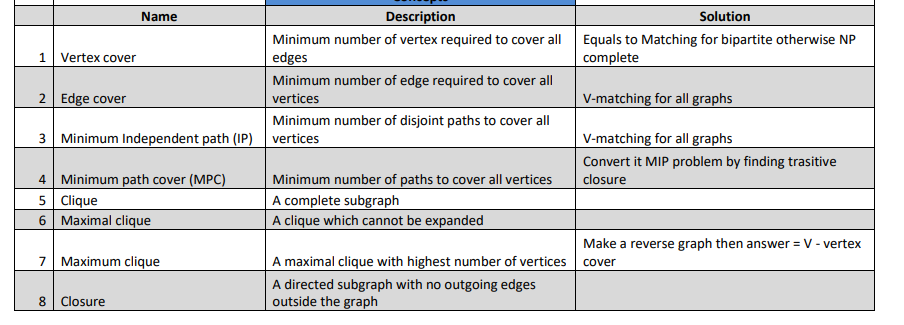 Concepts
Name Description Solution
1 Vertex cover Minimum number of vertex required to cover all edges Equals to Matching for bipartite otherwise NP complete
2 Edge cover Minimum number of edge required to cover all vertices V-matching for all graphs
3 Minimum Independent path (IP) Minimum number of disjoint paths to cover all vertices V-matching for all graphs
4 Minimum path cover (MPC) Minimum number of paths to cover all vertices Convert it MIP problem by finding trasitive closure
5 Clique A complete subgraph
6 Maximal clique A clique which cannot be expanded
7 Maximum clique A maximal clique with highest number of vertices Make a reverse graph then answer = V - vertex cover
8 Closure A directed subgraph with no outgoing edges outside the graph